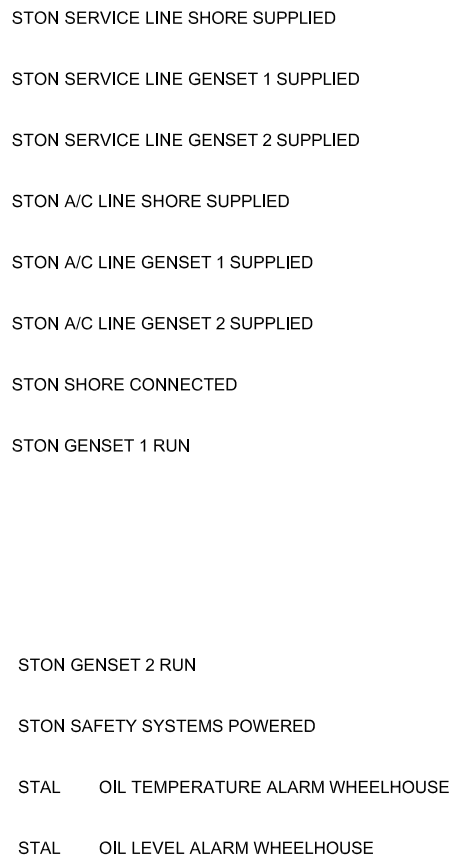 STON SERVICE LINE SHORE SUPPLIED
STON SERVICE LINE GENSET 1 SUPPLIED
STON SERVICE LINE GENSET 2 SUPPLIED
STON A/C LINE SHORE SUPPLIED
STON A/C LINE GENSET 1 SUPPLIED
STON A/C LINE GENSET 2 SUPPLIED
STON SHORE CONNECTED
STON GENSET 1 RUN
STON GENSET 2 RUN
STON SAFETY SYSTEMS POWERED
STAL OIL TEMPERATURE ALARM WHEELHOUSE
STAL OIL LEVEL ALARM WHEELHOUSE